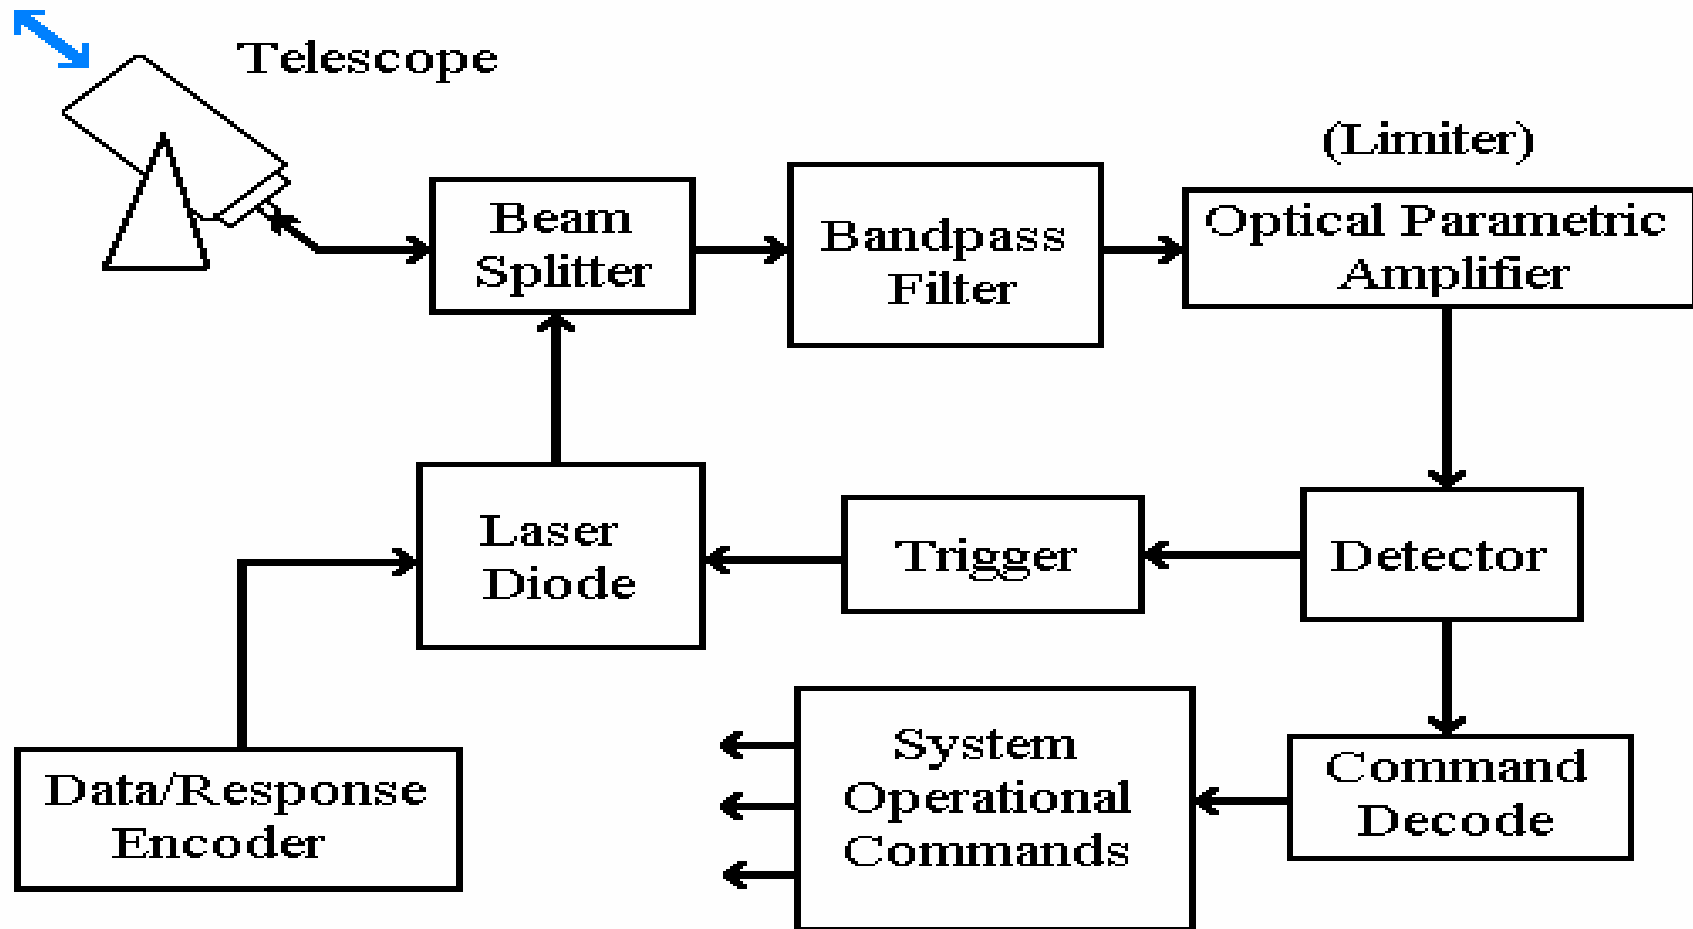 Telescope
(Limiter)
Beam
Splitter
Bandpass
Filter
Optical Parametric
Amplifier
Laser
Diode
Trigger
Detector
Data/Response
Encoder
System
Operational
Commands
Command
Decode